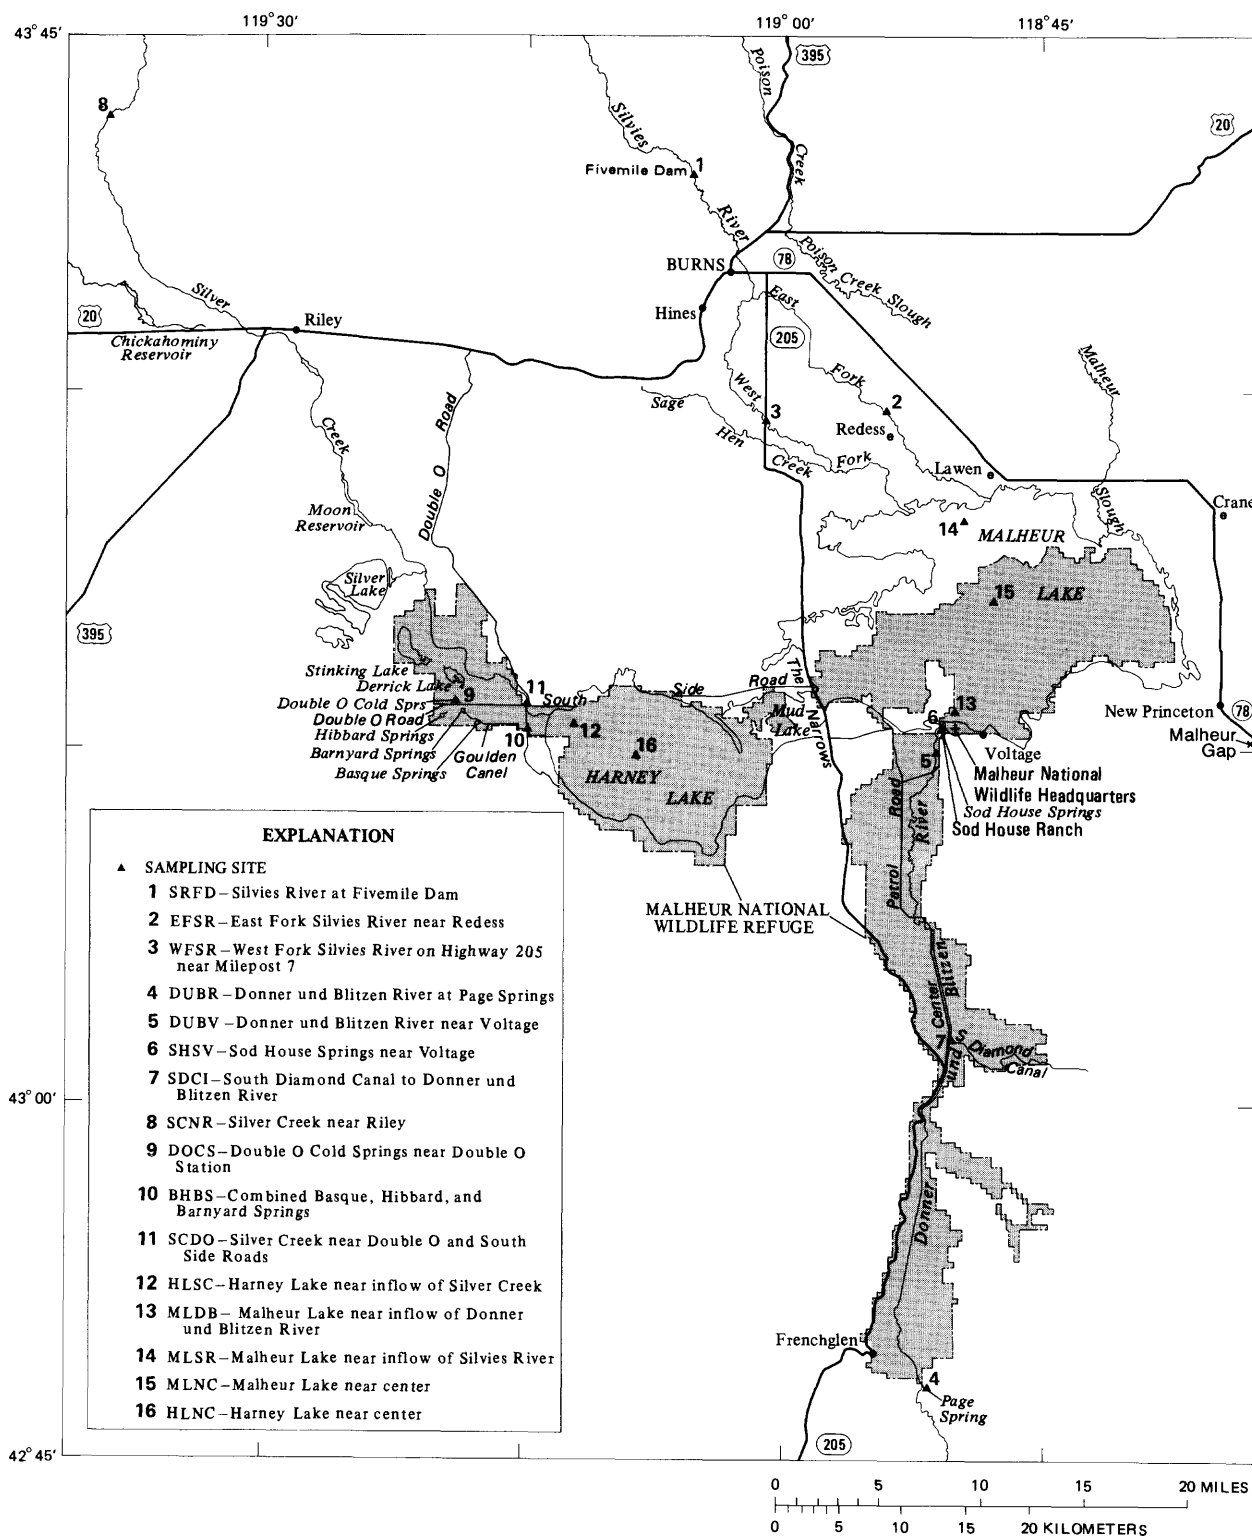 119° 30′
119° 00′
118° 45′
43° 45′
395
Poison
Creek
20
8
Silvies
River
1
Fivemile Dam
BURNS
78
Poison Creek Slough
Hines
East
Fork
205
Silver
20
Riley
Chickahominy
Reservoir
Malheur
Slough
West
Fork
3
2
Redess
Sage
Hen
Creek
Lawen
Creek
Double O Road
Crane
Moon
Reservoir
14
MALHEUR
LAKE
Silver
Lake
15
395
Stinking Lake
Derrick Lake
9
11
South
Side
Road
The Narrows
Double O Cold Sprs
Double O Road
Hibbard Springs
Barnyard Springs
Basque Springs
10
Goulden
Canel
12
16
HARNEY
LAKE
Mud
Lake
13
6
5
New Princeton
78
Malheur
Gap
Voltage
Malheur National
Wildlife Headquarters
Sod House Springs
Sod House Ranch
Patrol
Road
River
MALHEUR NATIONAL
WILDLIFE REFUGE
Center
Blitzen
und
7
S Diamond
Canal
43° 00′
Donner
Frenchglen
4
Page
Spring
205
42° 45′
EXPLANATION
▲ SAMPLING SITE
1 SRFD–Silvies River at Fivemile Dam
2 EFSR–East Fork Silvies River near Redess
3 WFSR–West Fork Silvies River on Highway 205
near Milepost 7
4 DUBR–Donner und Blitzen River at Page Springs
5 DUBV–Donner und Blitzen River near Voltage
6 SHSV–Sod House Springs near Voltage
7 SDCI–South Diamond Canal to Donner und
Blitzen River
8 SCNR–Silver Creek near Riley
9 DOCS–Double O Cold Springs near Double O
Station
10 BHBS–Combined Basque, Hibbard, and
Barnyard Springs
11 SCDO–Silver Creek near Double O and South
Side Roads
12 HLSC–Harney Lake near inflow of Silver Creek
13 MLDB– Malheur Lake near inflow of Donner
und Blitzen River
14 MLSR–Malheur Lake near inflow of Silvies River
15 MLNC–Malheur Lake near center
16 HLNC–Harney Lake near center
0 5 10 15 20 MILES
0 5 10 15 20 KILOMETERS